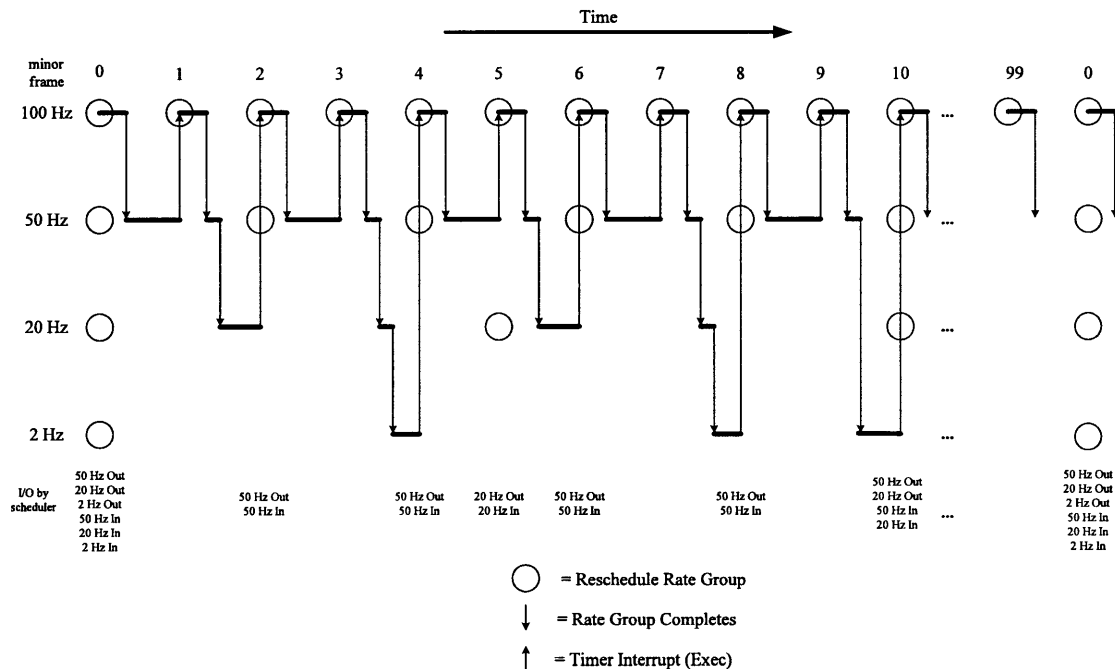 Time
minor
frame
0 1 2 3 4 5 6 7 8 9 10 99 0
100 Hz ...
50 Hz ...
20 Hz ...
2 Hz ...
I/O by
scheduler
50 Hz Out
20 Hz Out
2 Hz Out
50 Hz In
20 Hz In
2 Hz In
50 Hz Out
50 Hz In
50 Hz Out
50 Hz In
20 Hz Out
20 Hz In
50 Hz Out
50 Hz In
50 Hz Out
50 Hz In
50 Hz Out
20 Hz Out
50 Hz In
20 Hz In
...
50 Hz Out
20 Hz Out
2 Hz Out
50 Hz In
20 Hz In
2 Hz In
= Reschedule Rate Group
= Rate Group Completes
= Timer Interrupt (Exec)